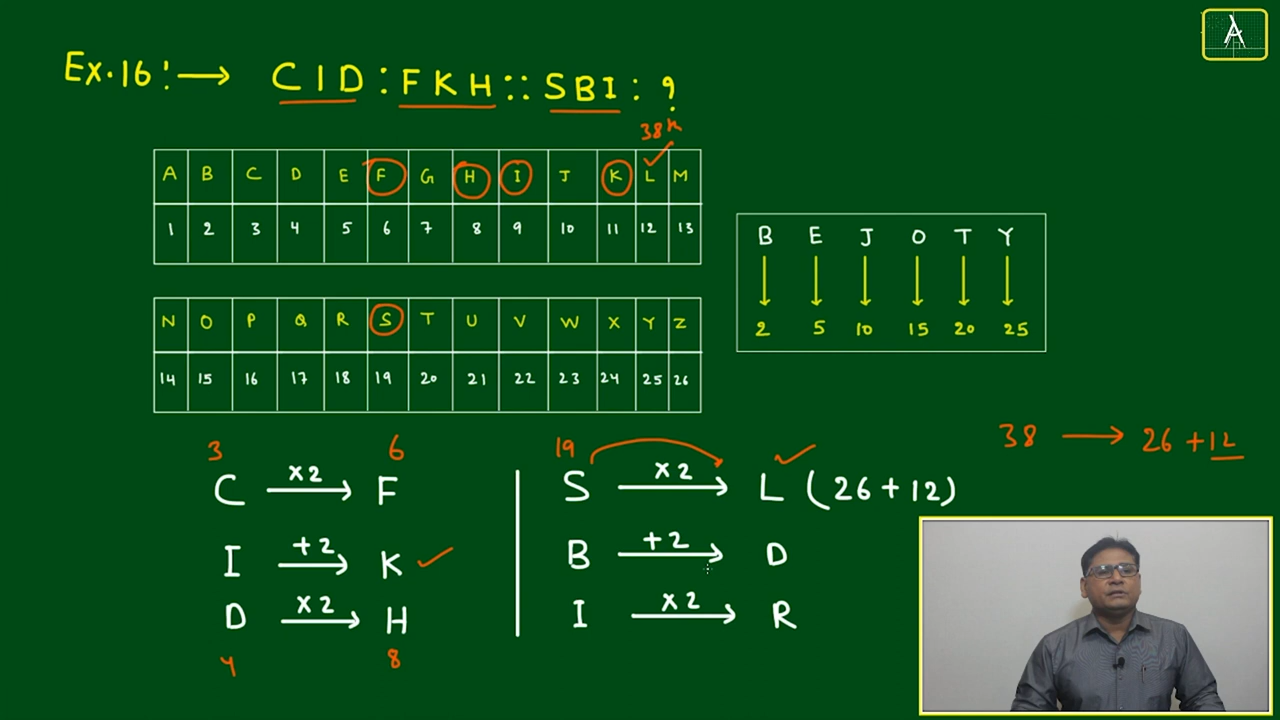 Ex.16:→ CID : FKH :: SBI : ?
38th
A B C D E F G H I J K L M
1 2 3 4 5 6 7 8 9 10 11 12 13
N O P Q R S T U V W X Y Z
14 15 16 17 18 19 20 21 22 23 24 25 26
B E J O T Y
2 5 10 15 20 25
38 → 26 + 12
3 6
C ×2 F
I +2 K
D ×2 H
4 8
19
S ×2 L (26 + 12)
B +2 D
I ×2 R
A